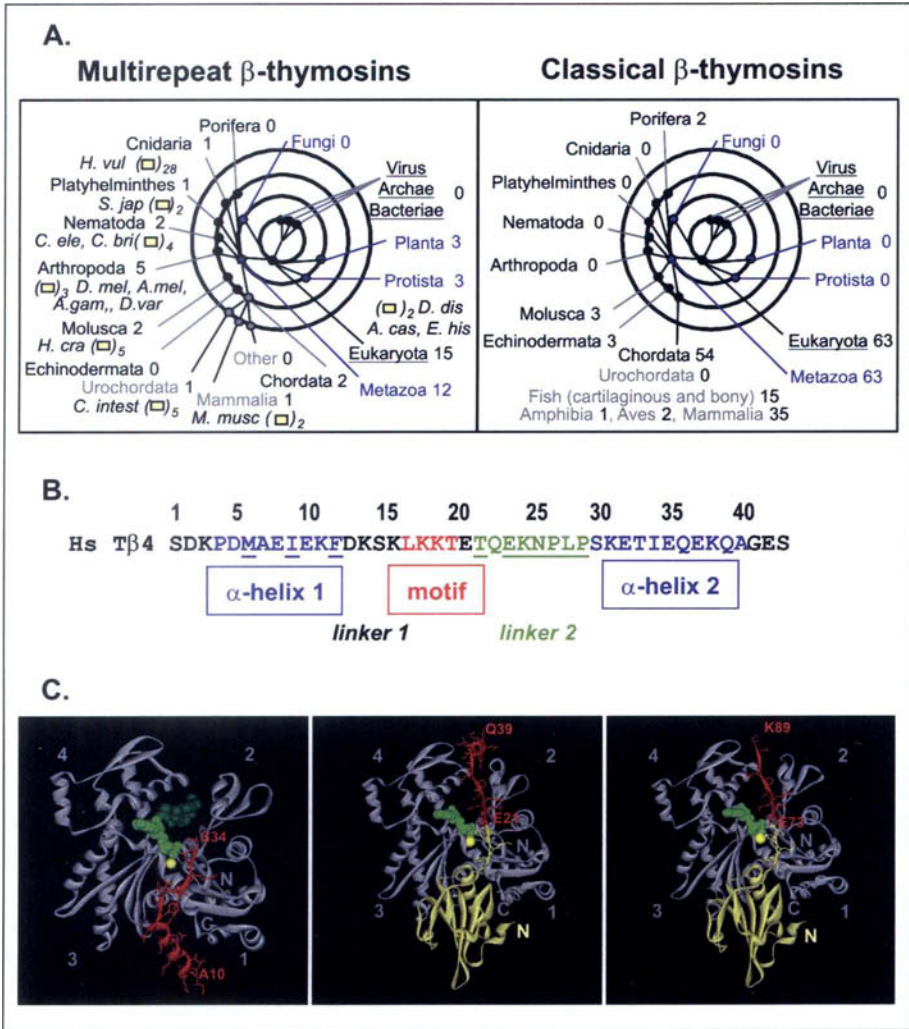 A.
Multirepeat β-thymosins
Classical β-thymosins
Porifera 0
Cnidaria 1
Fungi 0
H. vul (▭)28
Platyhelminthes 1
S. jap (▭)2
Nematoda 2
C. ele, C. bri(▭)4
Arthropoda 5
(▭)3 D. mel, A.mel,
A.gam,, D.var
Molusca 2
H. cra (▭)5
Echinodermata 0
Urochordata 1
C. intest (▭)5
Virus
Archae 0
Bacteriae
Planta 3
Protista 3
(▭)2 D. dis
A. cas, E. his
Eukaryota 15
Other 0
Chordata 2
Metazoa 12
Mammalia 1
M. musc (▭)2
Porifera 2
Cnidaria 0
Fungi 0
Platyhelminthes 0
Nematoda 0
Arthropoda 0
Molusca 3
Echinodermata 3
Virus
Archae 0
Bacteriae
Planta 0
Protista 0
Eukaryota 63
Chordata 54
Metazoa 63
Urochordata 0
Fish (cartilaginous and bony) 15
Amphibia 1, Aves 2, Mammalia 35
B.
1 5 10 15 20 25 30 35 40
Hs Tβ4 SDKPDMAEIEKFDKSKLKKTETQEKNPLPSKETIEQEKQAGES
α-helix 1 motif α-helix 2
linker 1 linker 2
C.
4 2
S34
N
C
3 1
A10
Q39
4 2
E24
N
3 C 1
N
K89
4 2
E73
N
3 C 1
N